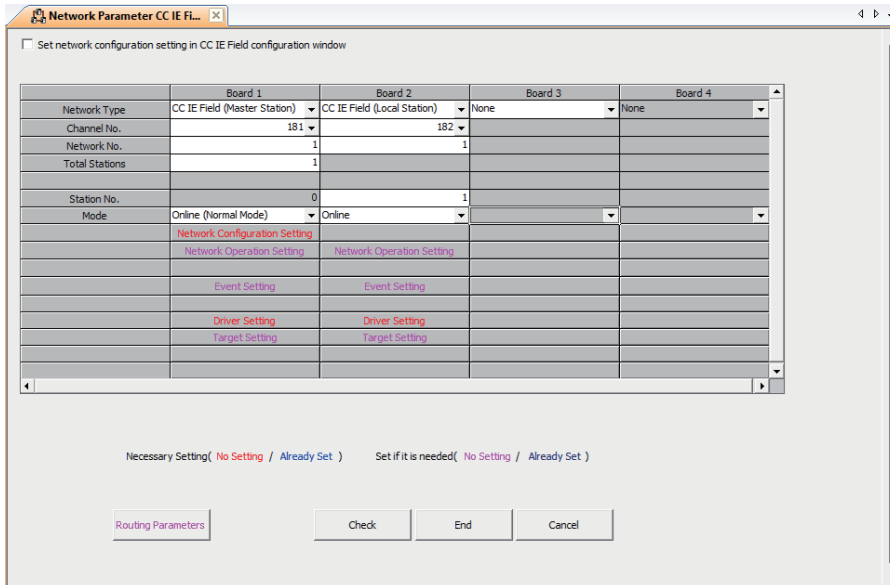 Network Parameter CC IE Fi...
Set network configuration setting in CC IE Field configuration window
Board 1 Board 2 Board 3 Board 4
Network Type CC IE Field (Master Station) CC IE Field (Local Station) None None
Channel No. 181 182
Network No. 1 1
Total Stations 1
Station No. 0 1
Mode Online (Normal Mode) Online
Network Configuration Setting
Network Operation Setting Network Operation Setting
Event Setting Event Setting
Driver Setting Driver Setting
Target Setting Target Setting
Necessary Setting( No Setting / Already Set ) Set if it is needed( No Setting / Already Set )
Routing Parameters Check End Cancel